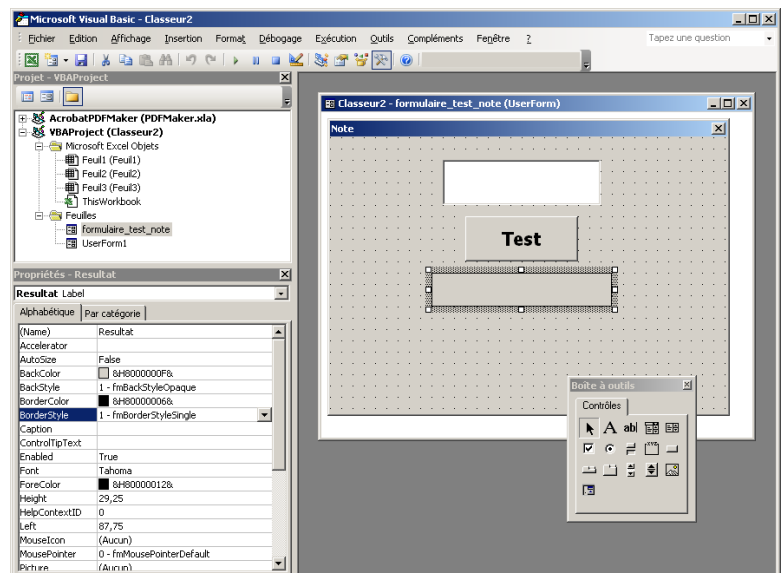 Microsoft Visual Basic - Classeur2
Fichier Edition Affichage Insertion Format Débogage Exécution Outils Compléments Fenêtre ? Tapez une question
Projet - VBAProject
AcrobatPDFMaker (PDFMaker.xla)
VBAProject (Classeur2)
Microsoft Excel Objets
Feuil1 (Feuil1)
Feuil2 (Feuil2)
Feuil3 (Feuil3)
ThisWorkbook
Feuilles
formulaire_test_note
UserForm1
Propriétés - Resultat
Resultat Label
Alphabétique Par catégorie
(Name) Resultat
Accelerator
AutoSize False
BackColor &H8000000F&
BackStyle 1 - fmBackStyleOpaque
BorderColor &H80000006&
BorderStyle 1 - fmBorderStyleSingle
Caption
ControlTipText
Enabled True
Font Tahoma
ForeColor &H80000012&
Height 29,25
HelpContextID 0
Left 87,75
MouseIcon (Aucun)
MousePointer 0 - fmMousePointerDefault
Picture (Aucun)
Classeur2 - formulaire_test_note (UserForm)
Note
Test
Boîte à outils
Contrôles
A abl